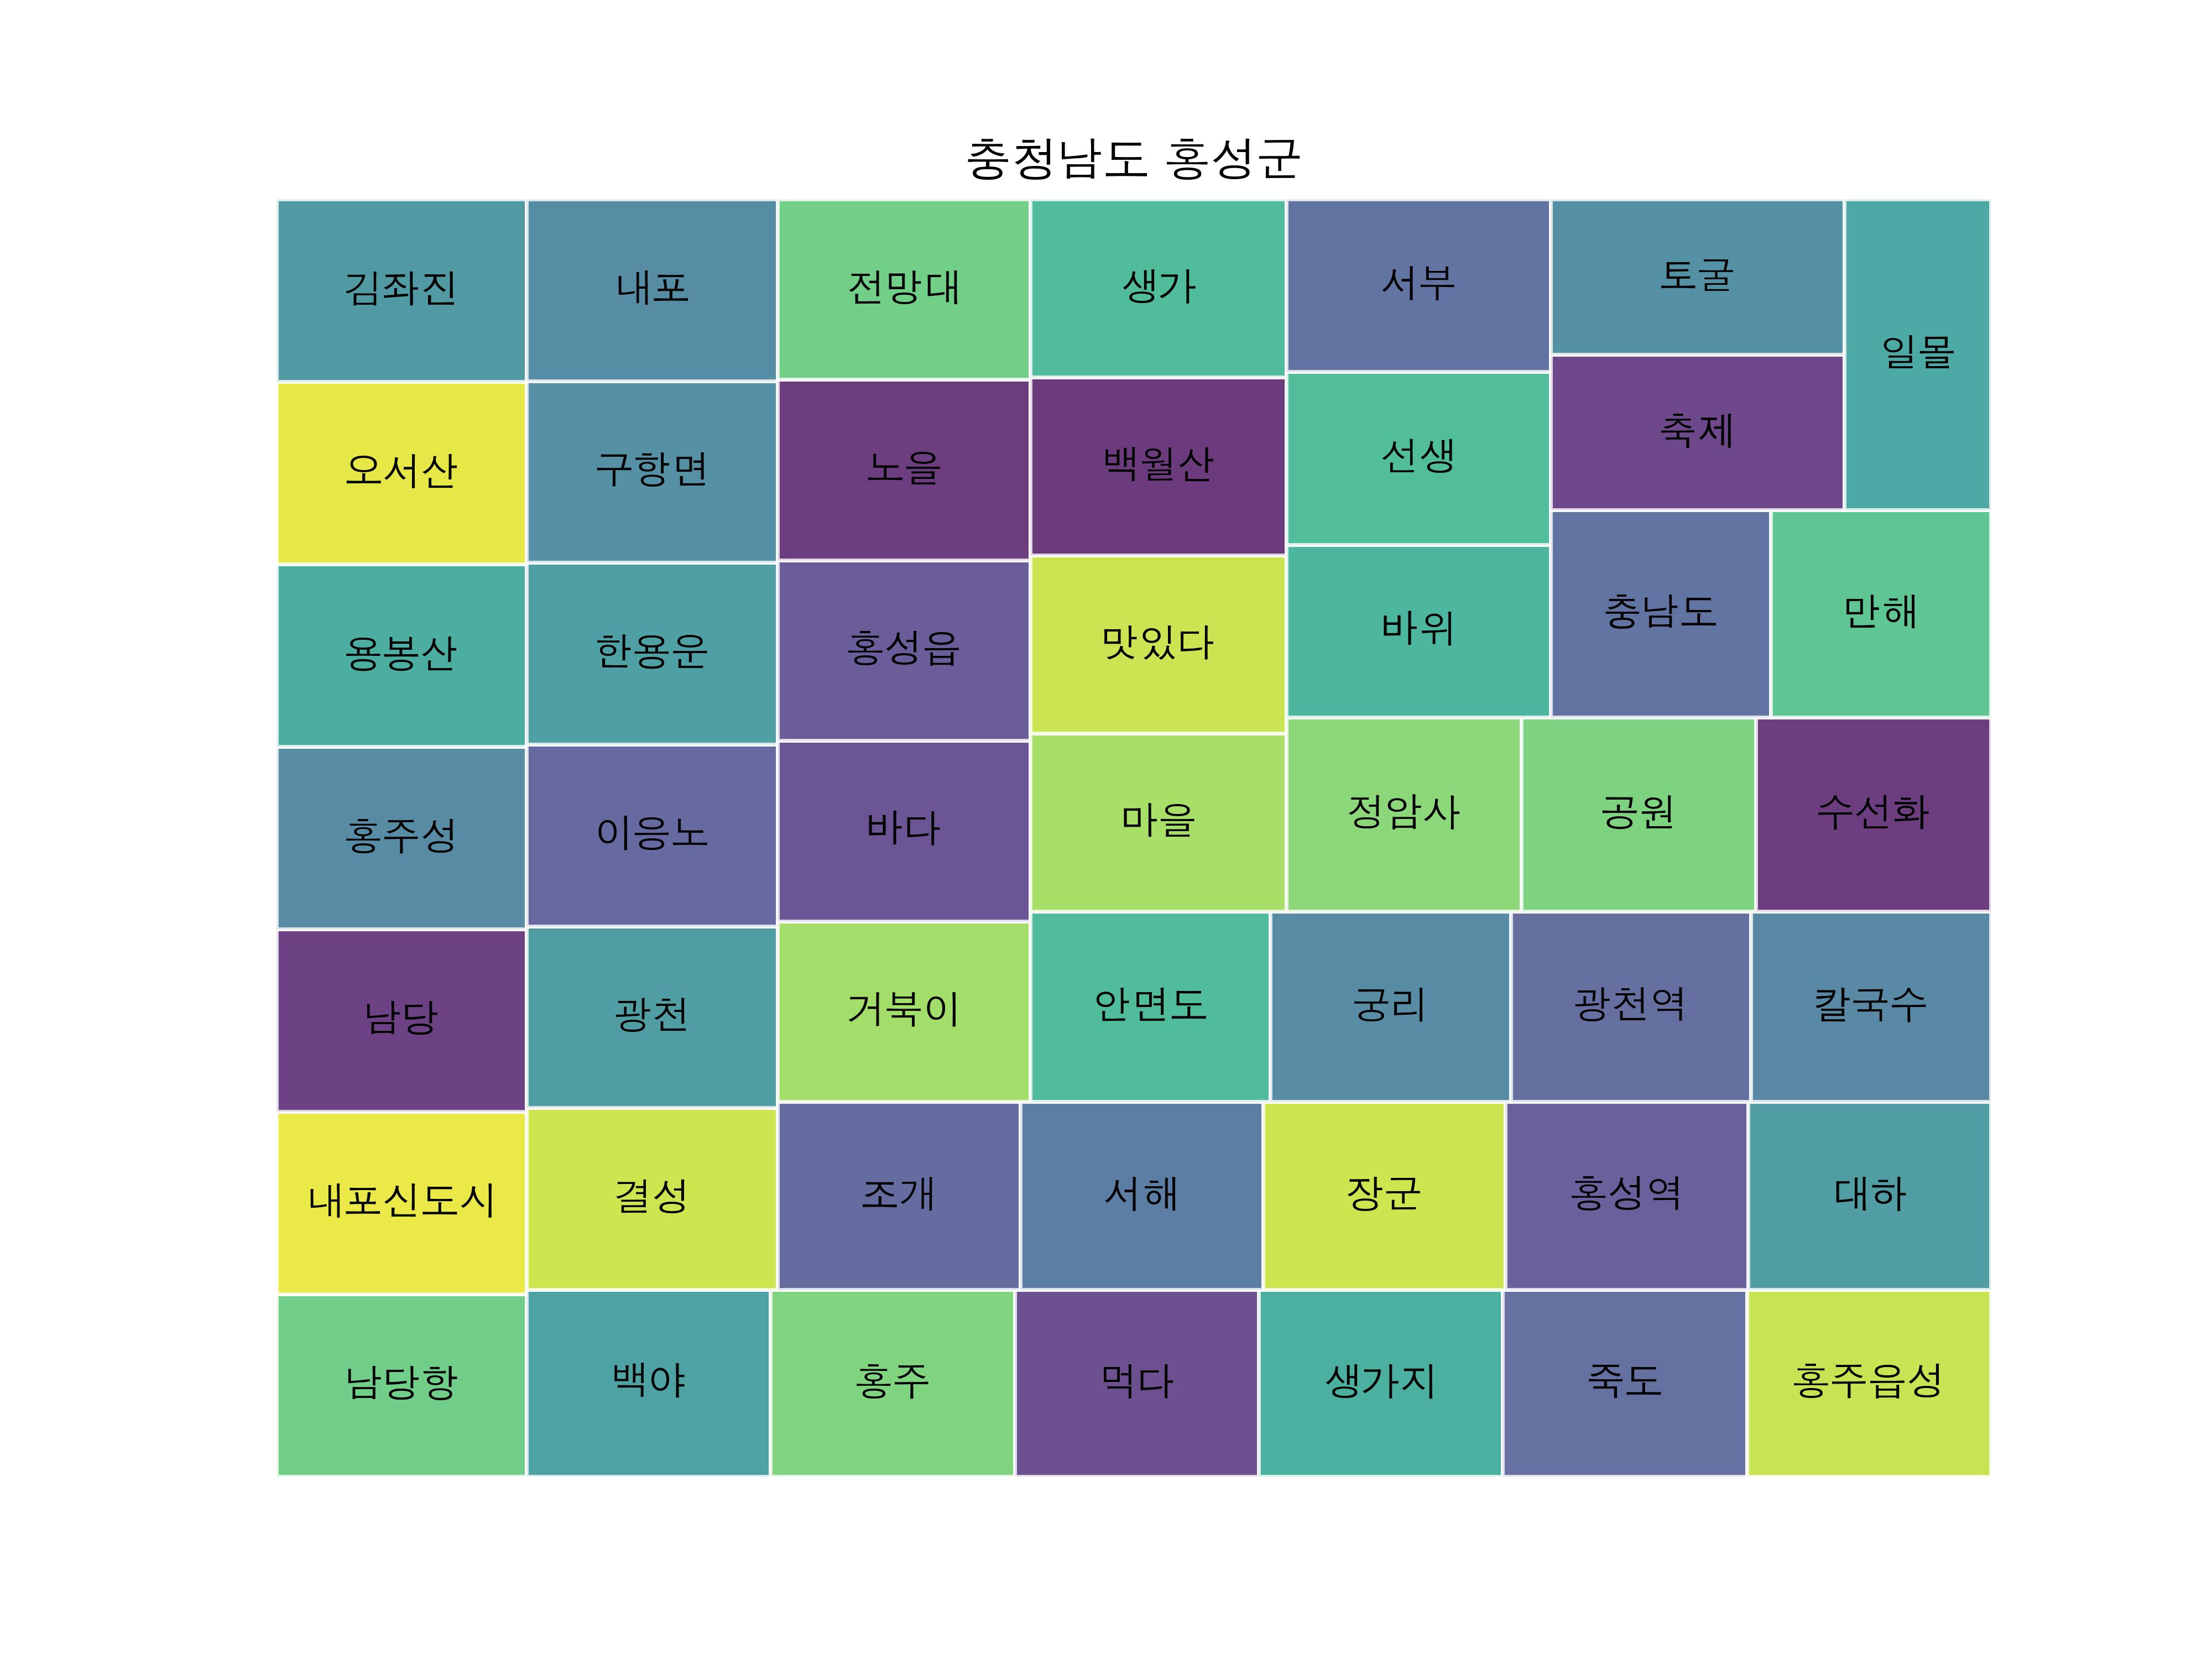 충청남도 홍성군
김좌진
내포
전망대
생가
서부
토굴
일몰
축제
오서산
구항면
노을
백월산
선생
용봉산
한용운
홍성읍
맛있다
바위
충남도
만해
홍주성
이응노
바다
마을
정암사
공원
수선화
남당
광천
거북이
안면도
궁리
광천역
칼국수
내포신도시
결성
조개
서해
장군
홍성역
대하
남당항
백야
홍주
먹다
생가지
죽도
홍주읍성